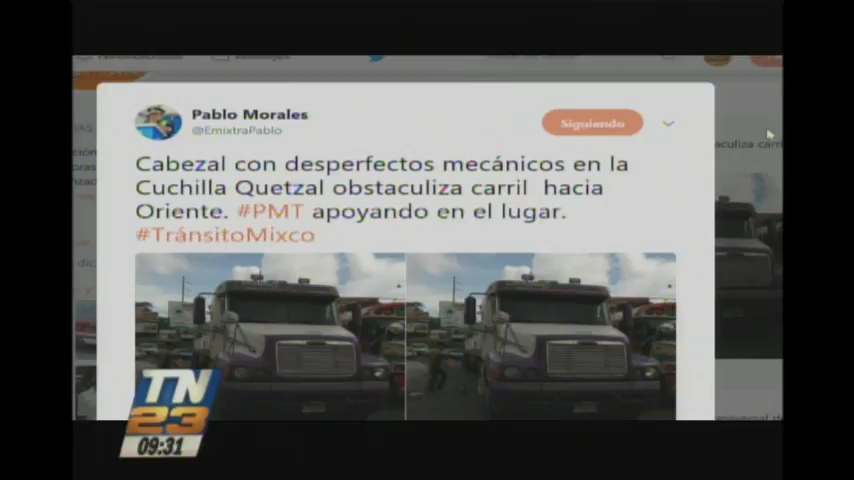 Pablo Morales
@EmixtraPablo
Siguiendo
Cabezal con desperfectos mecánicos en la
Cuchilla Quetzal obstaculiza carril hacia
Oriente. #PMT apoyando en el lugar.
#TránsitoMixco
TN
23
09:31